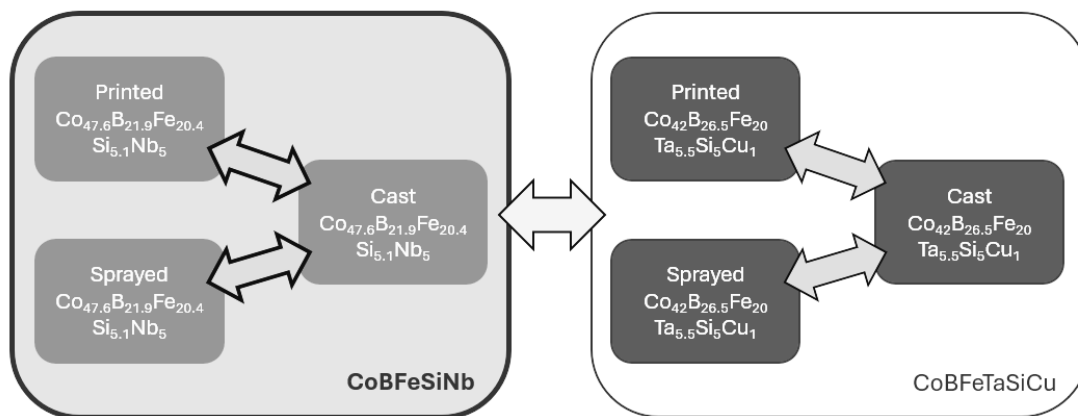 Printed
Co47.6B21.9Fe20.4
Si5.1Nb5
Cast
Co47.6B21.9Fe20.4
Si5.1Nb5
Sprayed
Co47.6B21.9Fe20.4
Si5.1Nb5
CoBFeSiNb
Printed
Co42B26.5Fe20
Ta5.5Si5Cu1
Cast
Co42B26.5Fe20
Ta5.5Si5Cu1
Sprayed
Co42B26.5Fe20
Ta5.5Si5Cu1
CoBFeTaSiCu